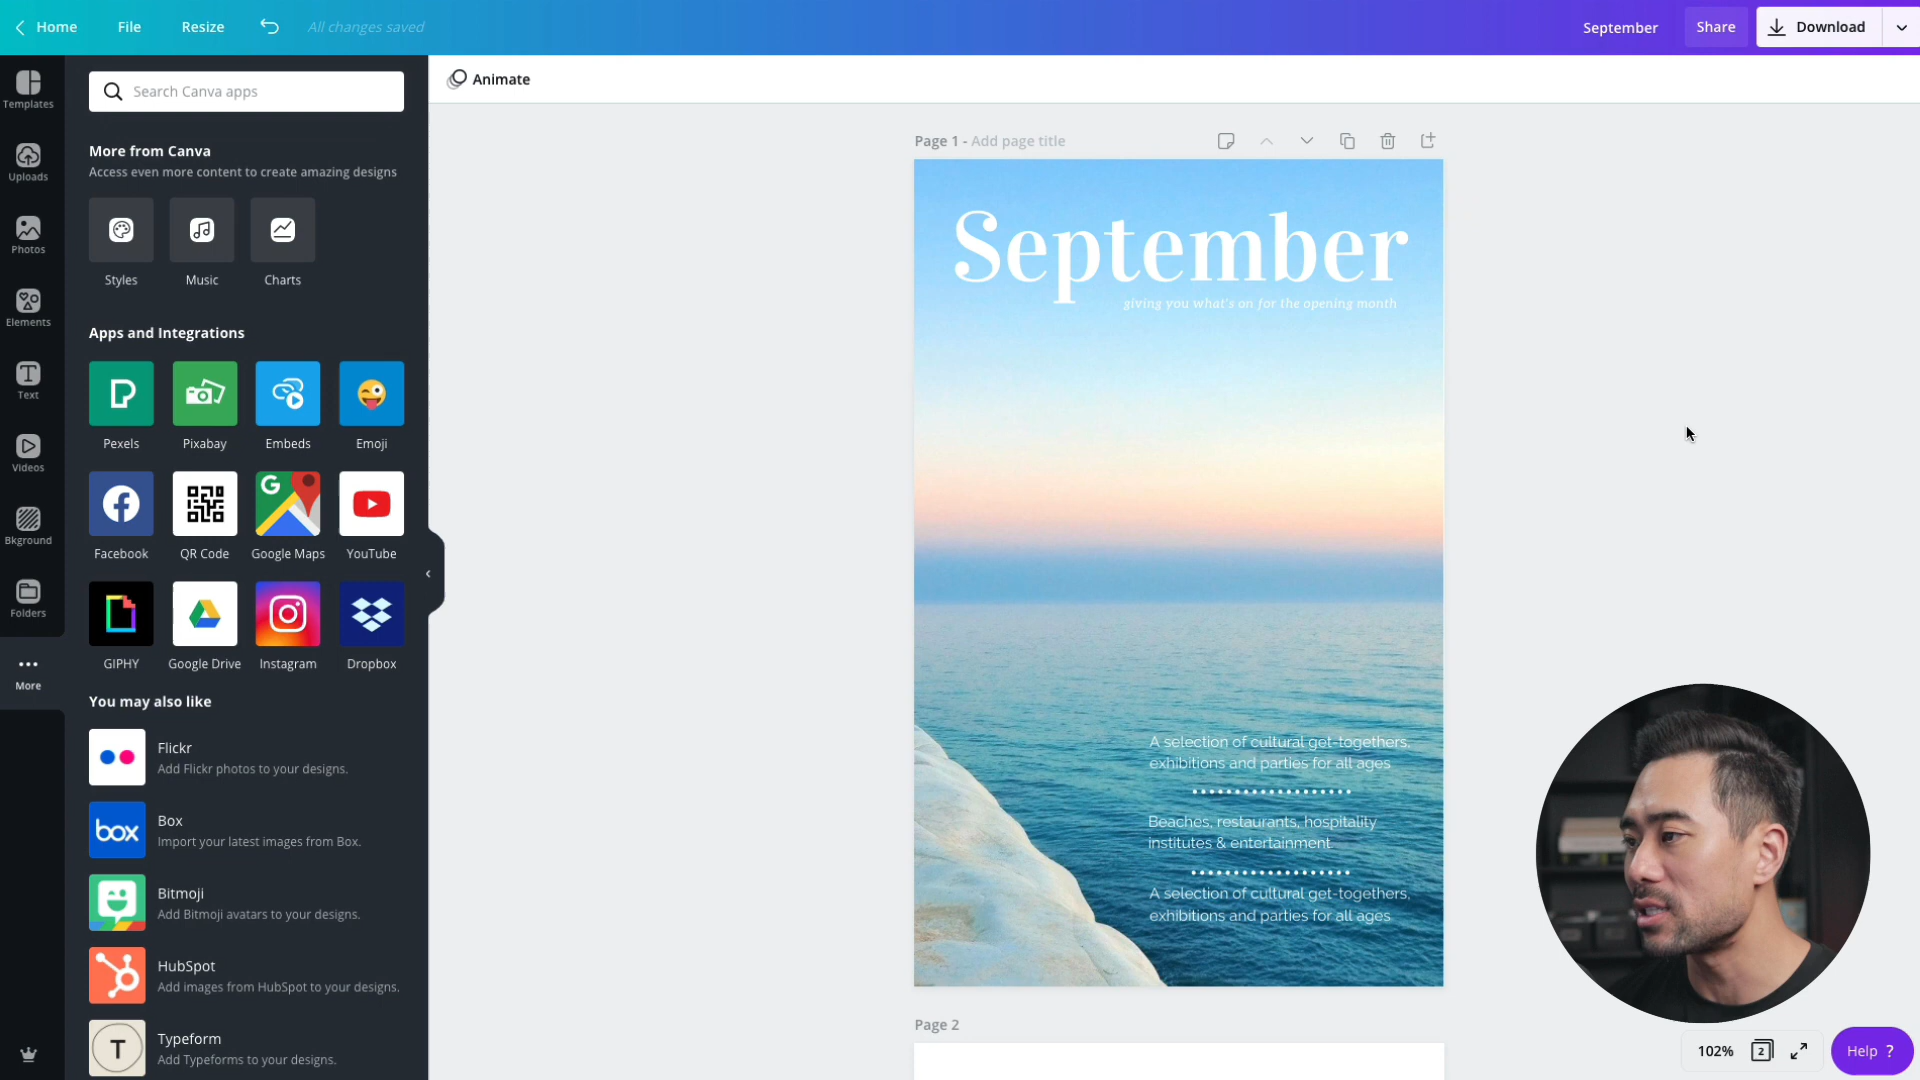 Home File Resize All changes saved September Share Download
Templates
Uploads
Photos
Elements
Text
Videos
Bkground
Folders
More
Search Canva apps
More from Canva
Access even more content to create amazing designs
Styles Music Charts
Apps and Integrations
Pexels Pixabay Embeds Emoji
G
Facebook QR Code Google Maps YouTube
GIPHY Google Drive Instagram Dropbox
You may also like
Flickr
Add Flickr photos to your designs.
box
Box
Import your latest images from Box.
Bitmoji
Add Bitmoji avatars to your designs.
HubSpot
Add images from HubSpot to your designs.
T
Typeform
Add Typeforms to your designs.
Animate
Page 1 - Add page title
September
giving you what's on for the opening month
A selection of cultural get-togethers,
exhibitions and parties for all ages
Beaches, restaurants, hospitality
institutes & entertainment.
A selection of cultural get-togethers,
exhibitions and parties for all ages
Page 2
102% 2 Help ?